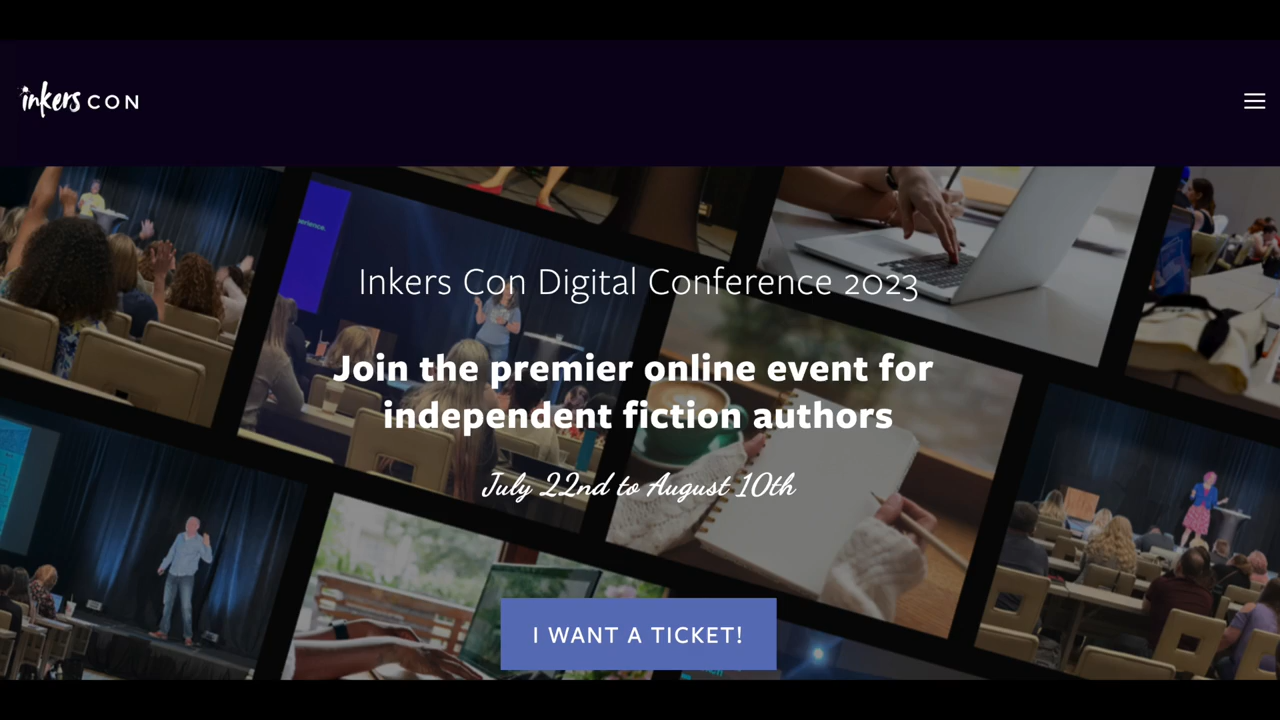 inkers CON
Inkers Con Digital Conference 2023
Join the premier online event for
independent fiction authors
July 22nd to August 10th
I WANT A TICKET!